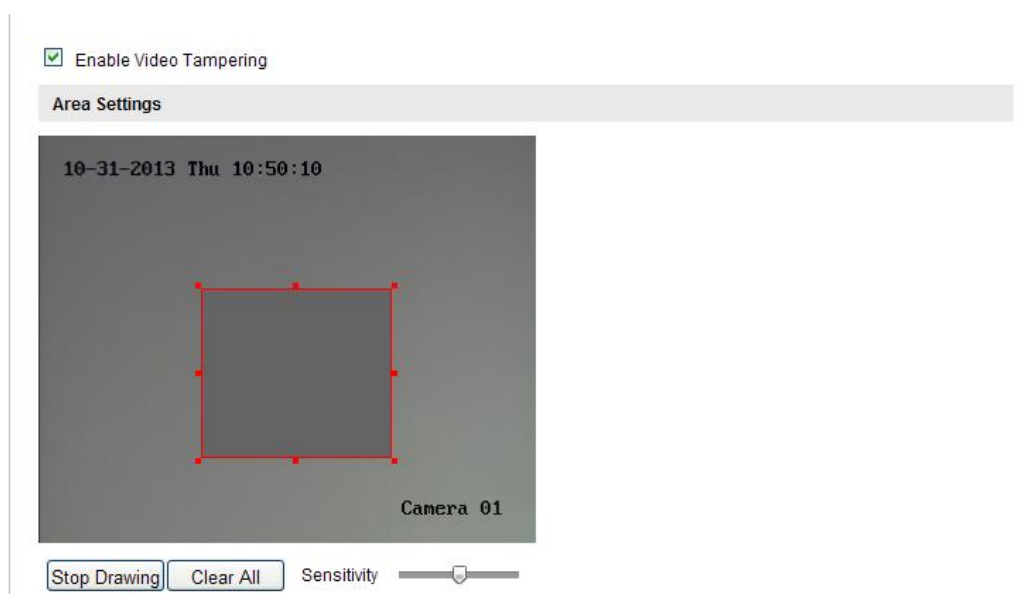 Enable Video Tampering
Area Settings
10-31-2013 Thu 10:50:10
Camera 01
Stop Drawing Clear All Sensitivity